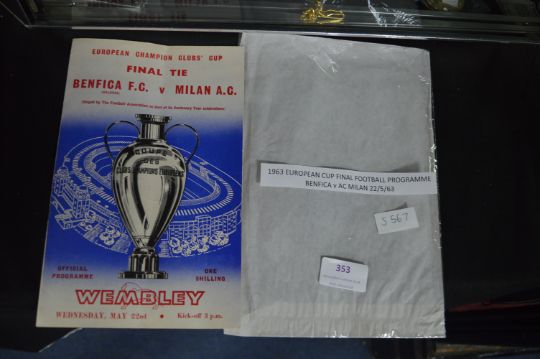 EUROPEAN CHAMPION CLUBS' CUP
FINAL TIE
BENFICA F.C. v MILAN A.C.
Staged by The Football Association as part of its Centenary Year celebrations
COUPE
DES
CLUBS CHAMPIONS EUROPEENS
OFFICIAL
PROGRAMME
ONE
SHILLING
WEMBLEY
WEDNESDAY, MAY 22nd • Kick-off 3 p.m.
1963 EUROPEAN CUP FINAL FOOTBALL PROGRAMME
BENFICA v AC MILAN 22/5/63
S 567
353